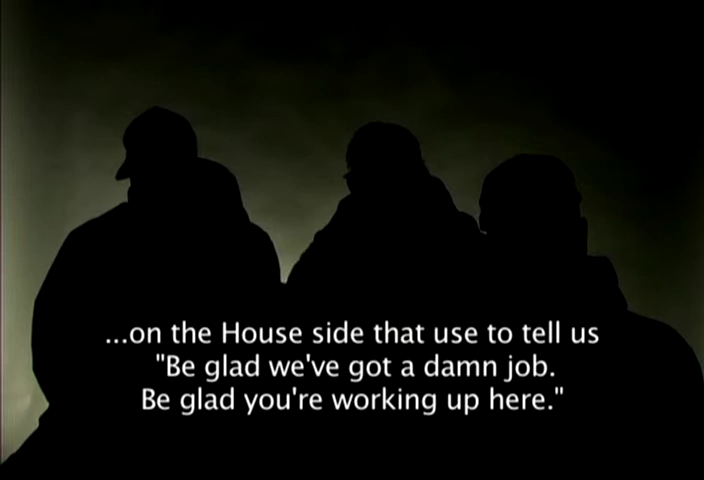 ...on the House side that use to tell us
"Be glad we've got a damn job.
Be glad you're working up here."